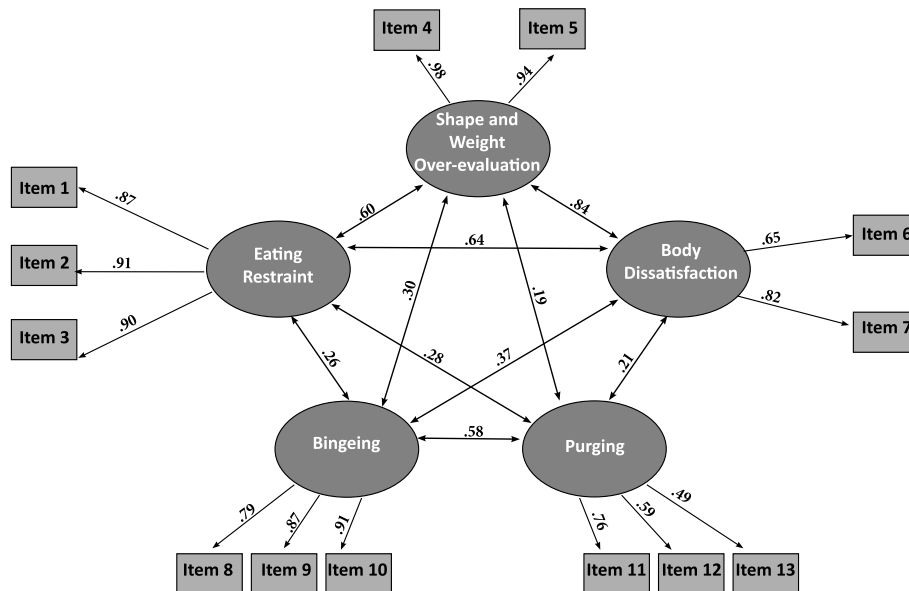 Item 4
Item 5
.98
.94
Shape and
Weight
Over-evaluation
Item 1
.87
.60
.84
Item 2
.91
Eating
Restraint
.64
Body
Dissatisfaction
.65
Item 6
Item 3
.90
.30
.19
.82
Item 7
.26
.28
.37
.21
Bingeing
.58
Purging
.79
.87
.91
.76
.59
.49
Item 8
Item 9
Item 10
Item 11
Item 12
Item 13